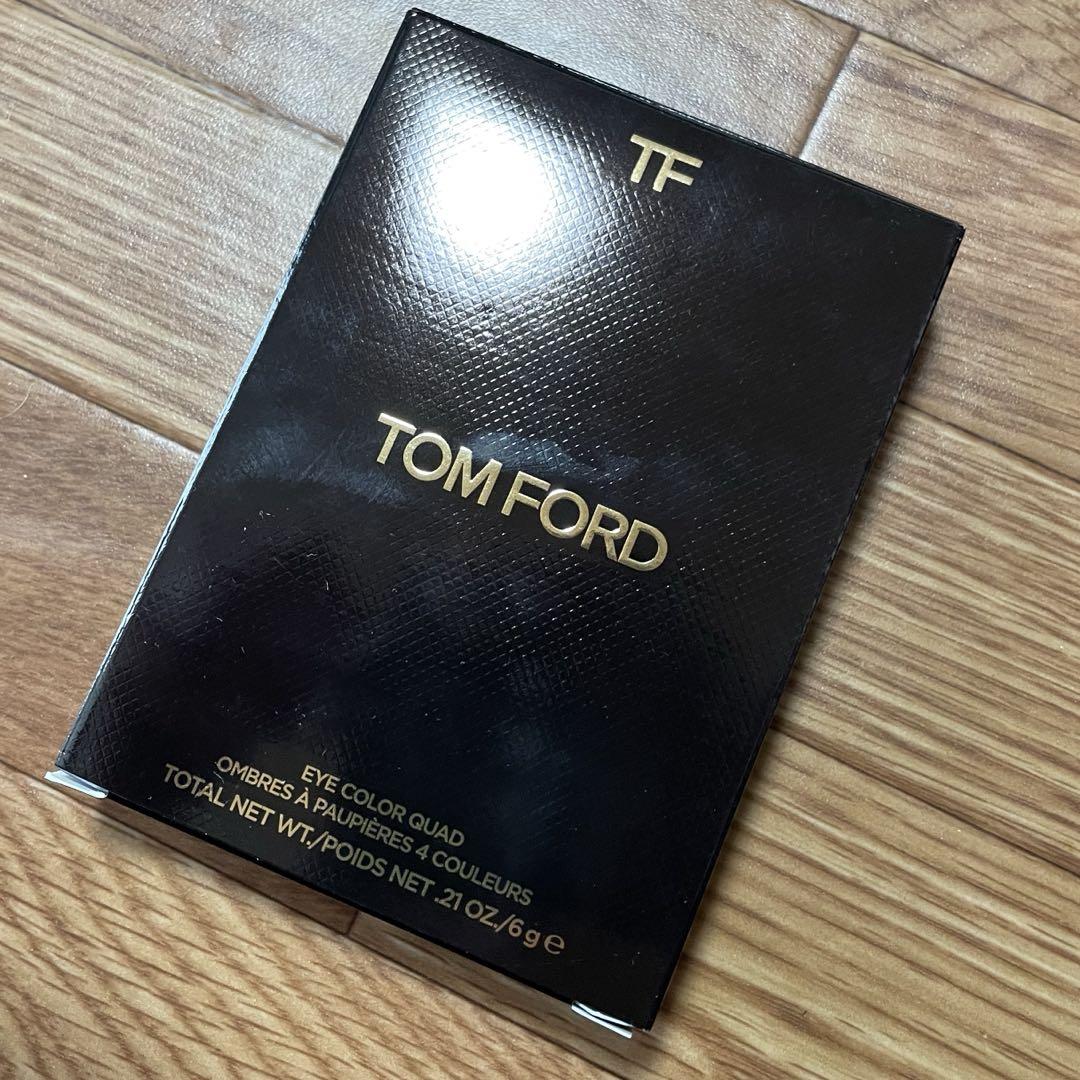 TF
TOM FORD
EYE COLOR QUAD
OMBRES À PAUPIÈRES 4 COULEURS
TOTAL NET WT./POIDS NET .21 OZ./6 g ℮